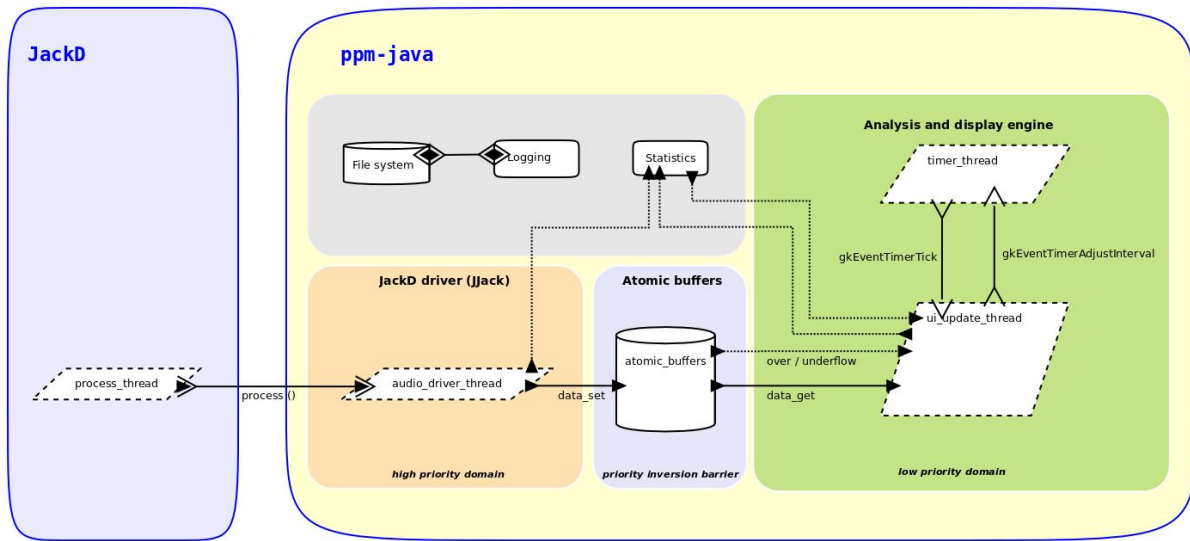 JackD
ppm-java
Analysis and display engine
File system
Logging
Statistics
timer_thread
gkEventTimerTick
gkEventTimerAdjustInterval
JackD driver (JJack)
Atomic buffers
ui_update_thread
atomic_buffers
over / underflow
process_thread
audio_driver_thread
process ()
data_set
data_get
high priority domain
priority inversion barrier
low priority domain